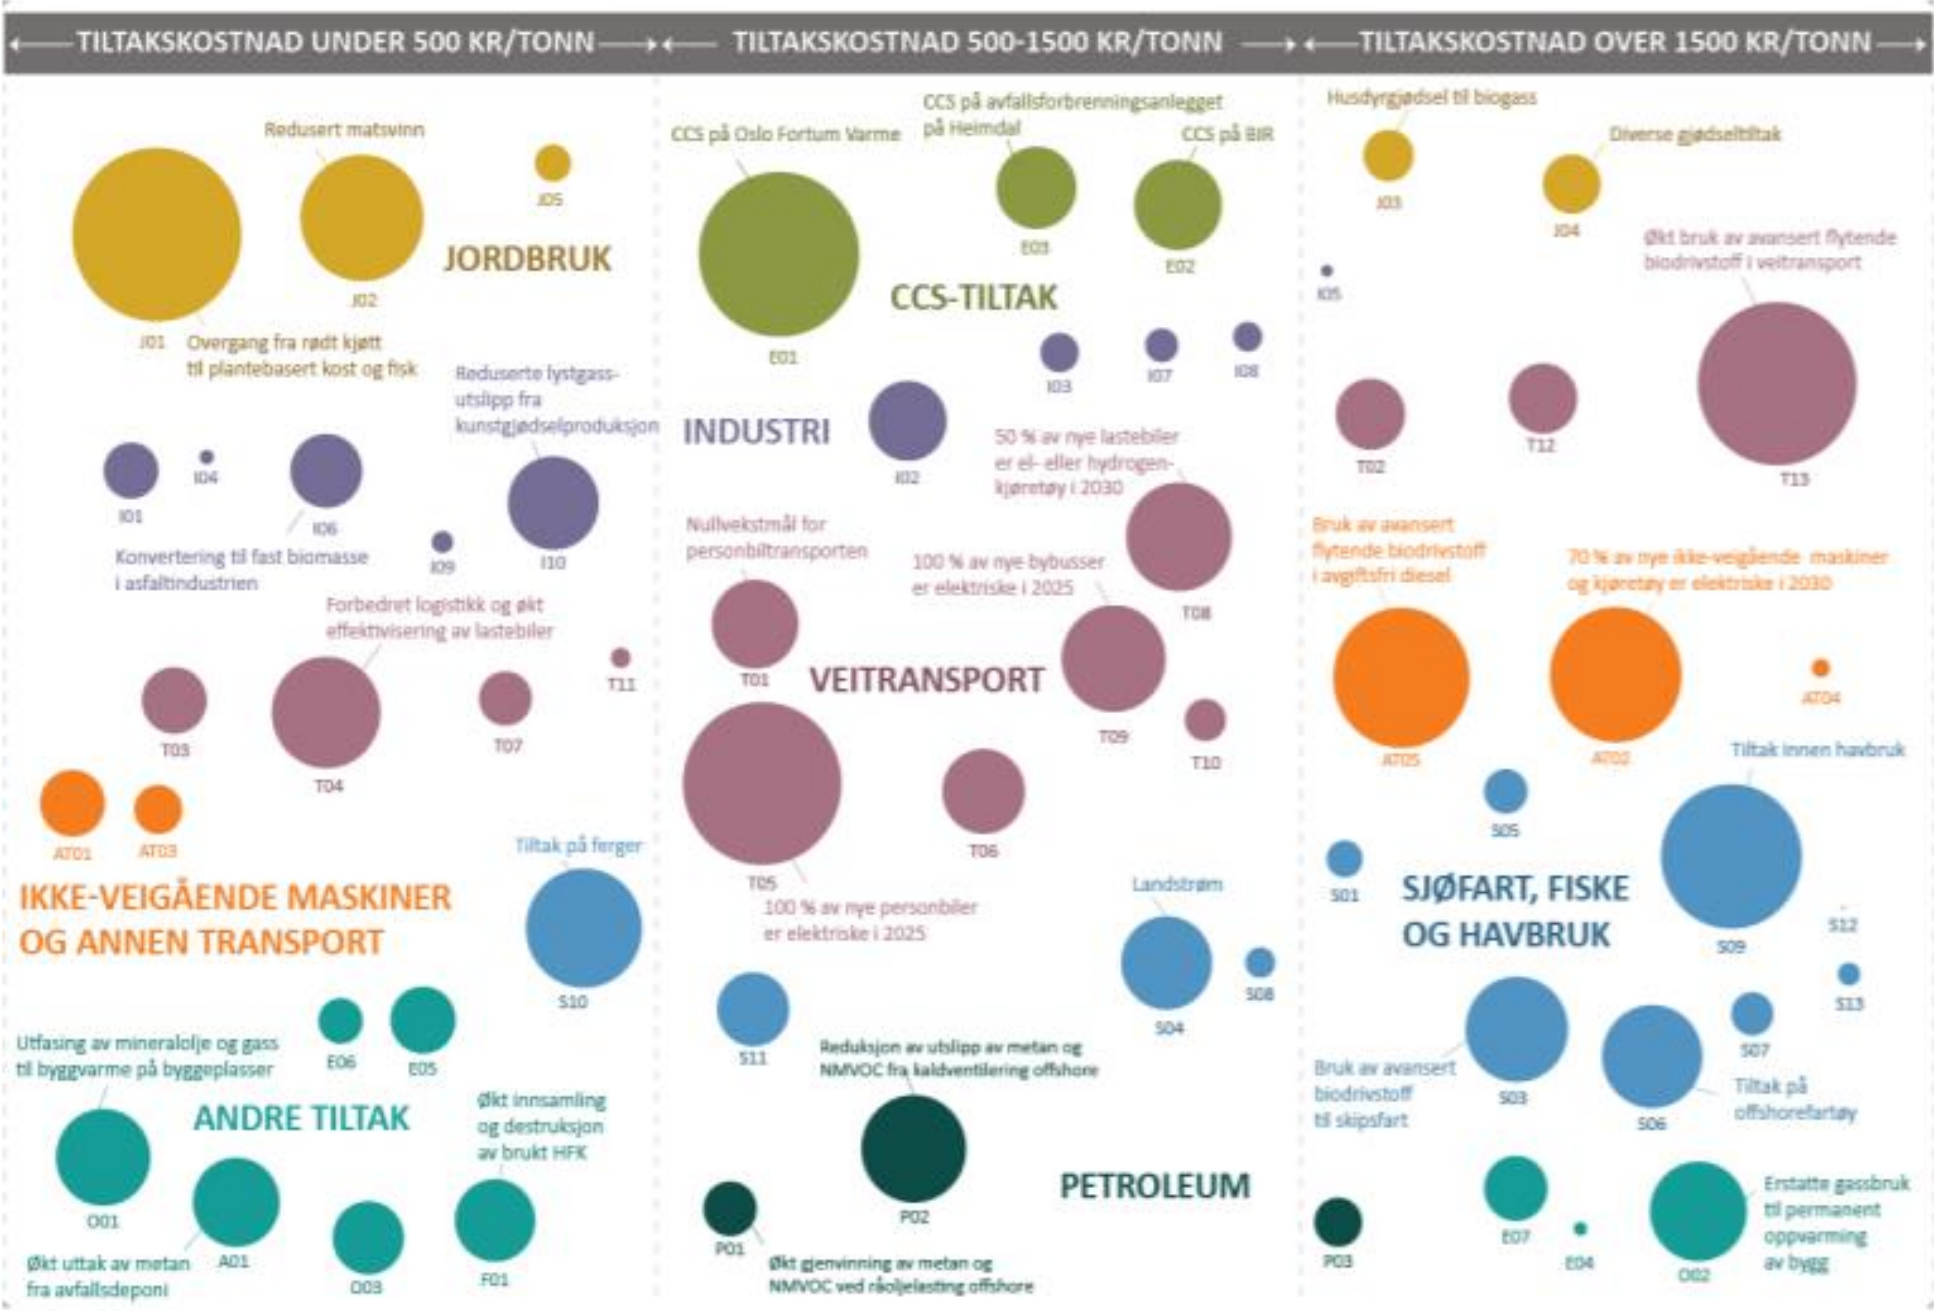 TILTAKSKOSTNAD UNDER 500 KR/TONN
TILTAKSKOSTNAD 500-1500 KR/TONN
TILTAKSKOSTNAD OVER 1500 KR/TONN
Redusert matsvinn
J05
JORDBRUK
J02
J01
Overgang fra rødt kjøtt
til plantebasert kost og fisk
Reduserte lystgass-
utslipp fra
kunstgjødselproduksjon
I01
I04
I06
Konvertering til fast biomasse
i asfaltindustrien
I09
I10
Forbedret logistikk og økt
effektivisering av lastebiler
T11
T03
T07
T04
AT01
AT03
Tiltak på ferger
IKKE-VEIGÅENDE MASKINER
OG ANNEN TRANSPORT
S10
Utfasing av mineralolje og gass
til byggvarme på byggeplasser
E06
E05
ANDRE TILTAK
Økt innsamling
og destruksjon
av brukt HFK
O01
A01
Økt uttak av metan
fra avfallsdeponi
O03
F01
CCS på Oslo Fortum Varme
CCS på avfallsforbrenningsanlegget
på Heimdal
CCS på BIR
E03
E02
CCS-TILTAK
E01
I03
I07
I08
INDUSTRI
I02
50 % av nye lastebiler
er el- eller hydrogen-
kjøretøy i 2030
Nullvekstmål for
personbiltransporten
100 % av nye bybusser
er elektriske i 2025
T08
T01
VEITRANSPORT
T09
T10
T06
T05
100 % av nye personbiler
er elektriske i 2025
Landstrøm
S08
S04
S11
Reduksjon av utslipp av metan og
NMVOC fra kaldventilering offshore
PETROLEUM
P02
P01
Økt gjenvinning av metan og
NMVOC ved råoljelasting offshore
Husdyrgjødsel til biogass
Diverse gjødseltiltak
J03
J04
Økt bruk av avansert flytende
biodrivstoff i veitransport
I05
T02
T12
T13
Bruk av avansert
flytende biodrivstoff
i avgiftsfri diesel
70 % av nye ikke-veigående maskiner
og kjøretøy er elektriske i 2030
AT04
AT05
AT02
Tiltak innen havbruk
S05
S01
SJØFART, FISKE
OG HAVBRUK
S12
S09
S13
S07
Bruk av avansert
biodrivstoff
til skipsfart
S03
S06
Tiltak på
offshorefartøy
P03
E07
E04
O02
Erstatte gassbruk
til permanent
oppvarming
av bygg